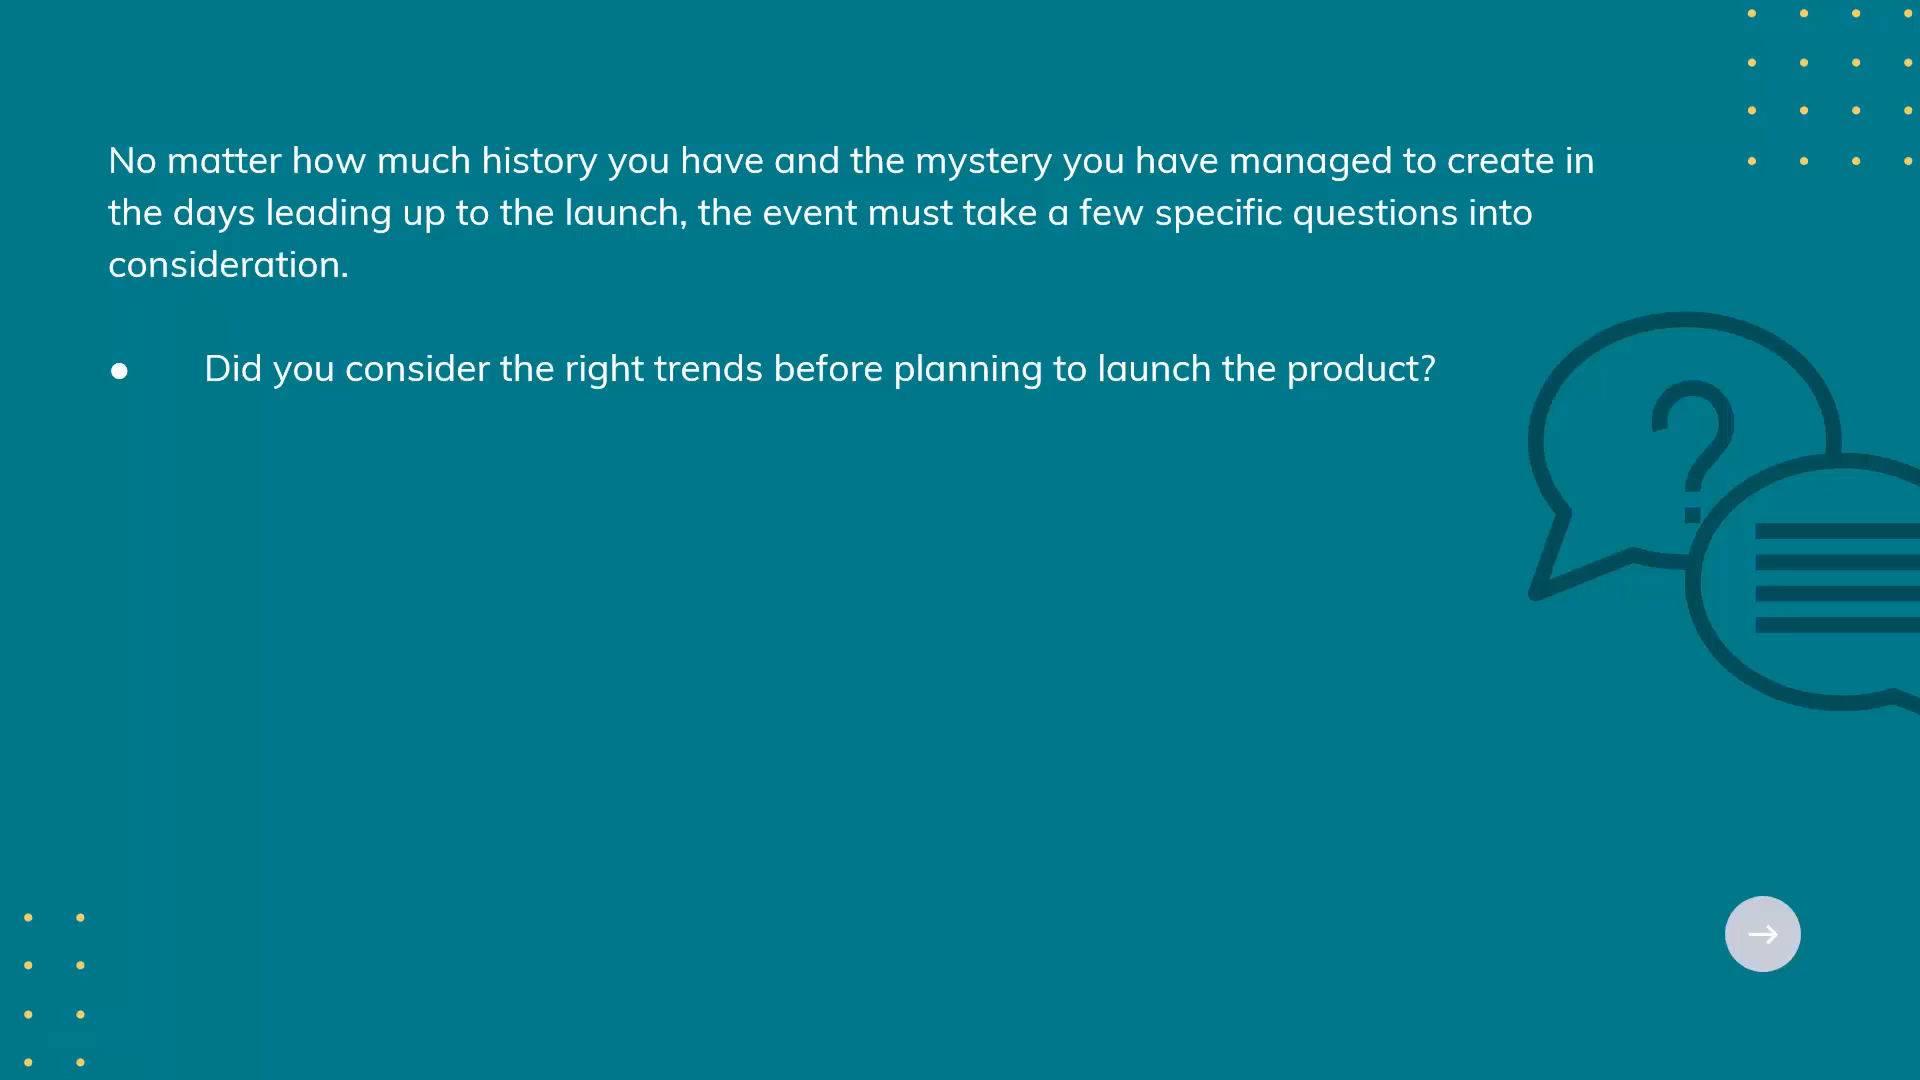 No matter how much history you have and the mystery you have managed to create in
the days leading up to the launch, the event must take a few specific questions into
consideration.
● Did you consider the right trends before planning to launch the product?